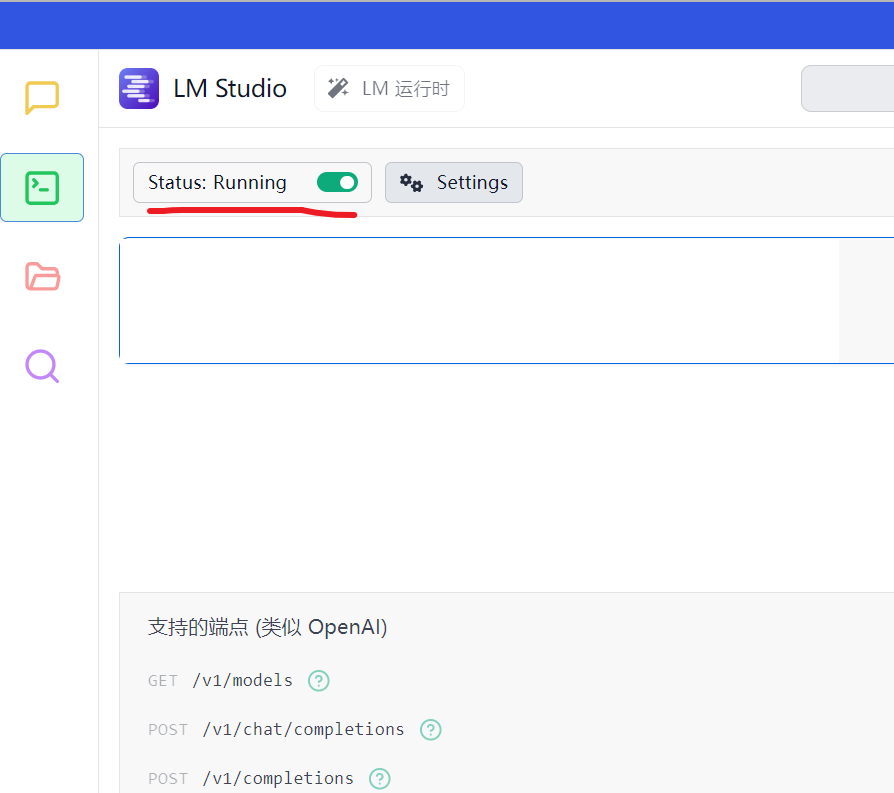 LM Studio
LM 运行时
Status: Running
Settings
支持的端点 (类似 OpenAI)
GET /v1/models
POST /v1/chat/completions
POST /v1/completions